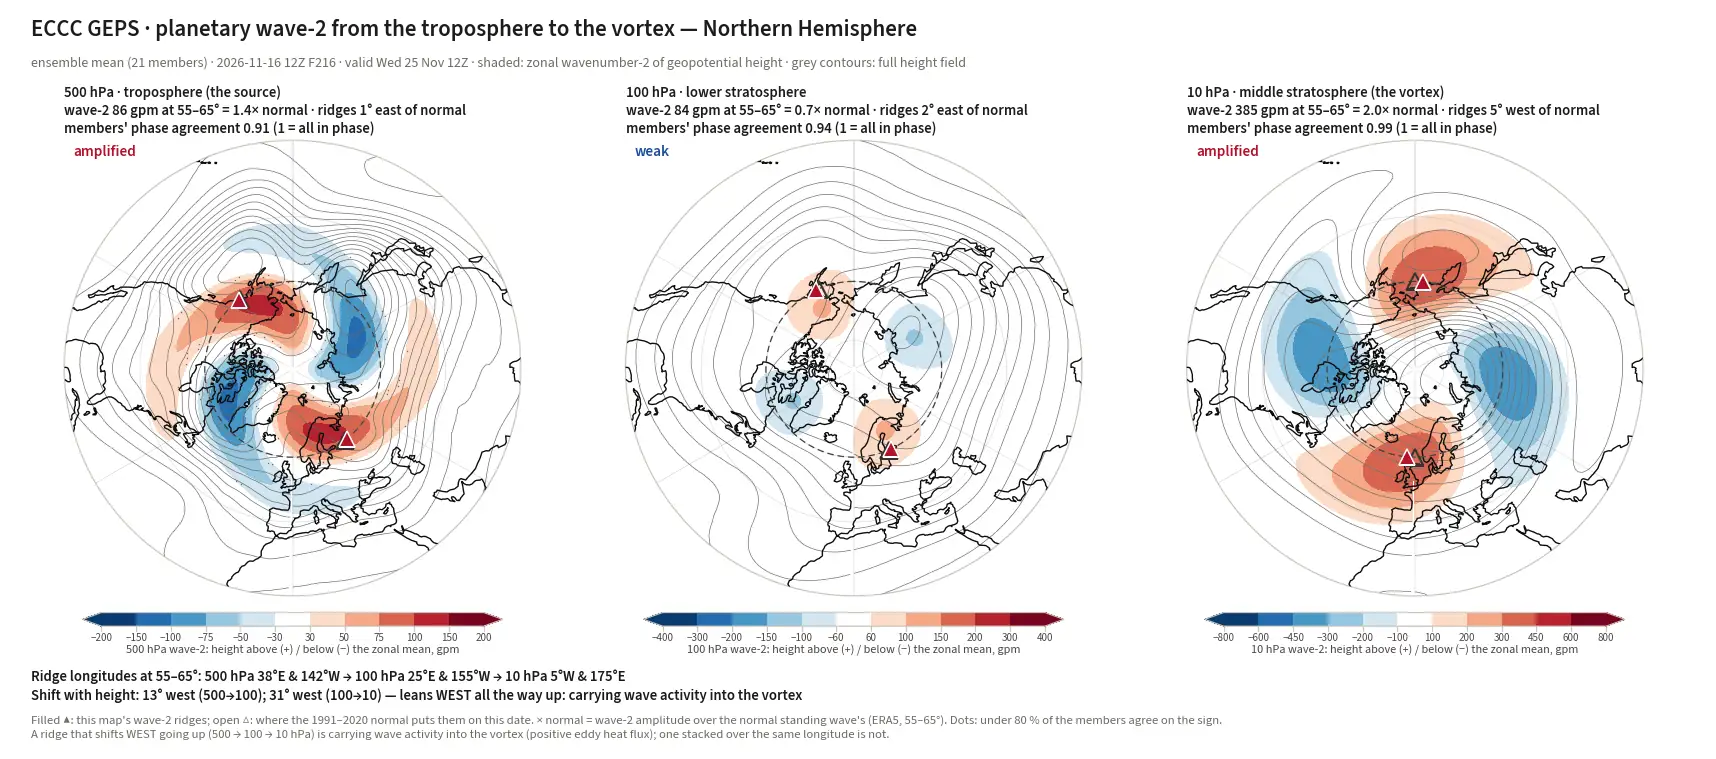 ECCC GEPS · planetary wave-2 from the troposphere to the vortex — Northern Hemisphere
ensemble mean (21 members) · 2026-11-16 12Z F216 · valid Wed 25 Nov 12Z · shaded: zonal wavenumber-2 of geopotential height · grey contours: full height field
500 hPa · troposphere (the source)
wave-2 86 gpm at 55–65° = 1.4× normal · ridges 1° east of normal
members' phase agreement 0.91 (1 = all in phase)
amplified
100 hPa · lower stratosphere
wave-2 84 gpm at 55–65° = 0.7× normal · ridges 2° east of normal
members' phase agreement 0.94 (1 = all in phase)
weak
10 hPa · middle stratosphere (the vortex)
wave-2 385 gpm at 55–65° = 2.0× normal · ridges 5° west of normal
members' phase agreement 0.99 (1 = all in phase)
amplified
−200 −150 −100 −75 −50 −30 30 50 75 100 150 200
500 hPa wave-2: height above (+) / below (−) the zonal mean, gpm
−400 −300 −200 −150 −100 −60 60 100 150 200 300 400
100 hPa wave-2: height above (+) / below (−) the zonal mean, gpm
−800 −600 −450 −300 −200 −100 100 200 300 450 600 800
10 hPa wave-2: height above (+) / below (−) the zonal mean, gpm
Ridge longitudes at 55–65°: 500 hPa 38°E & 142°W → 100 hPa 25°E & 155°W → 10 hPa 5°W & 175°E
Shift with height: 13° west (500→100); 31° west (100→10) — leans WEST all the way up: carrying wave activity into the vortex
Filled ▲: this map's wave-2 ridges; open △: where the 1991–2020 normal puts them on this date. × normal = wave-2 amplitude over the normal standing wave's (ERA5, 55–65°). Dots: under 80 % of the members agree on the sign.
A ridge that shifts WEST going up (500 → 100 → 10 hPa) is carrying wave activity into the vortex (positive eddy heat flux); one stacked over the same longitude is not.